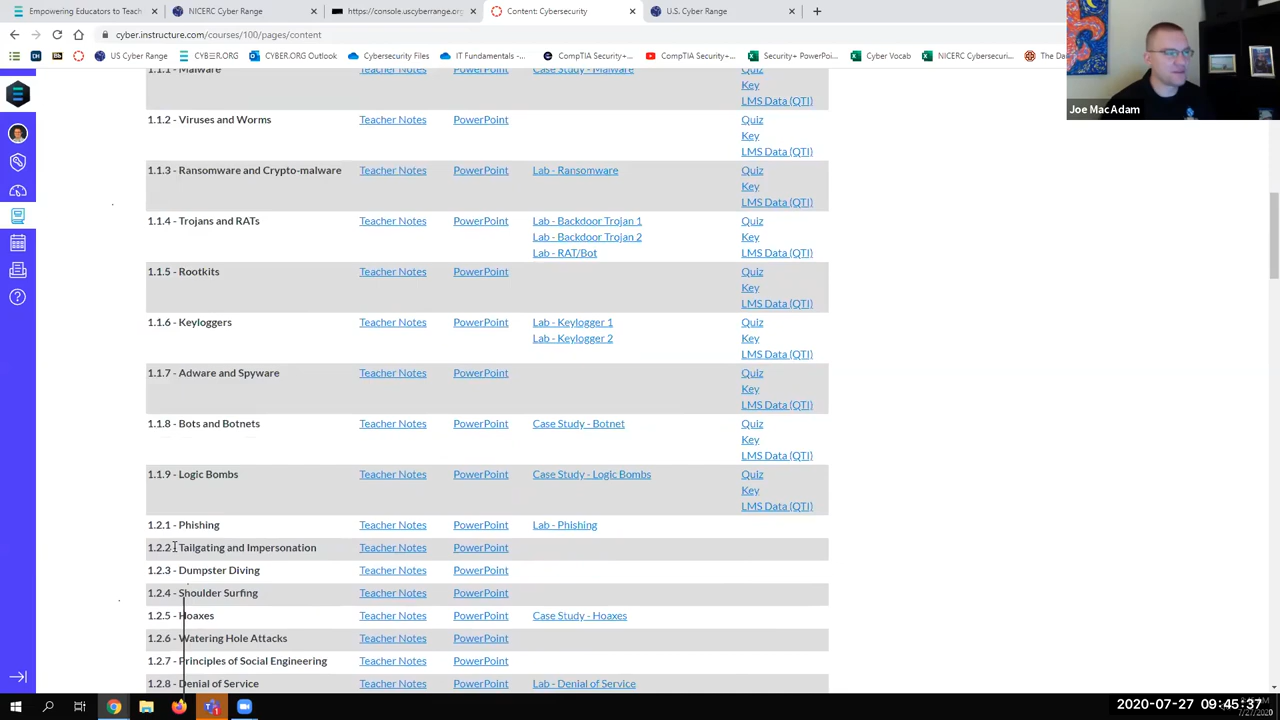 Empowering Educators to Teach
NICERC Cyber Range
https://console.uscyberrange.org
Content: Cybersecurity
U.S. Cyber Range
cyber.instructure.com/courses/100/pages/content
US Cyber Range
CYBER.ORG Outlook
Cybersecurity Files
IT Fundamentals -...
CompTIA Security+...
CompTIA Security+...
Security+ PowerPoi...
Cyber Vocab
NICERC Cybersecuri...
The Da
Joe Mac Adam
1.1.1 - Malware Teacher Notes PowerPoint Case Study - Malware Quiz
Key
LMS Data (QTI)
1.1.2 - Viruses and Worms Teacher Notes PowerPoint Quiz
Key
LMS Data (QTI)
1.1.3 - Ransomware and Crypto-malware Teacher Notes PowerPoint Lab - Ransomware Quiz
Key
LMS Data (QTI)
1.1.4 - Trojans and RATs Teacher Notes PowerPoint Lab - Backdoor Trojan 1 Quiz
Lab - Backdoor Trojan 2 Key
Lab - RAT/Bot LMS Data (QTI)
1.1.5 - Rootkits Teacher Notes PowerPoint Quiz
Key
LMS Data (QTI)
1.1.6 - Keyloggers Teacher Notes PowerPoint Lab - Keylogger 1 Quiz
Lab - Keylogger 2 Key
LMS Data (QTI)
1.1.7 - Adware and Spyware Teacher Notes PowerPoint Quiz
Key
LMS Data (QTI)
1.1.8 - Bots and Botnets Teacher Notes PowerPoint Case Study - Botnet Quiz
Key
LMS Data (QTI)
1.1.9 - Logic Bombs Teacher Notes PowerPoint Case Study - Logic Bombs Quiz
Key
LMS Data (QTI)
1.2.1 - Phishing Teacher Notes PowerPoint Lab - Phishing
1.2.2 - Tailgating and Impersonation Teacher Notes PowerPoint
1.2.3 - Dumpster Diving Teacher Notes PowerPoint
1.2.4 - Shoulder Surfing Teacher Notes PowerPoint
1.2.5 - Hoaxes Teacher Notes PowerPoint Case Study - Hoaxes
1.2.6 - Watering Hole Attacks Teacher Notes PowerPoint
1.2.7 - Principles of Social Engineering Teacher Notes PowerPoint
1.2.8 - Denial of Service Teacher Notes PowerPoint Lab - Denial of Service
2020-07-27 09:45:37